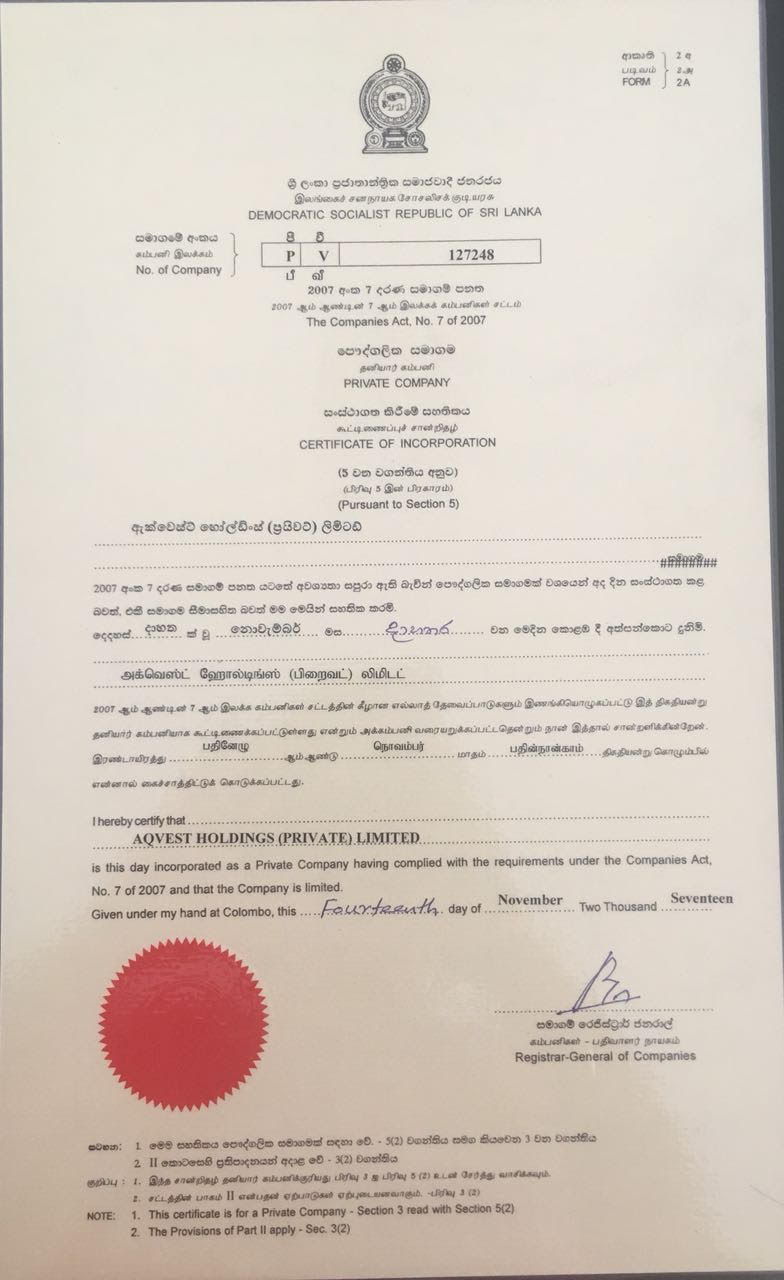 ආකෘති 2 අ
படிவம் 2அ
FORM 2A
ශ්‍රී ලංකා ප්‍රජාතාන්ත්‍රික සමාජවාදී ජනරජය
இலங்கைச் சனநாயக சோசலிசக் குடியரசு
DEMOCRATIC SOCIALIST REPUBLIC OF SRI LANKA
සමාගමේ අංකය
கம்பனி இலக்கம்
No. of Company
පී වී
P V 127248
பீ வீ
2007 අංක 7 දරණ සමාගම් පනත
2007 ஆம் ஆண்டின் 7 ஆம் இலக்கக் கம்பனிகள் சட்டம்
The Companies Act, No. 7 of 2007
පෞද්ගලික සමාගම
தனியார் கம்பனி
PRIVATE COMPANY
සංස්ථාගත කිරීමේ සහතිකය
கூட்டிணைப்புச் சான்றிதழ்
CERTIFICATE OF INCORPORATION
(5 වන වගන්තිය අනුව)
(பிரிவு 5 இன் பிரகாரம்)
(Pursuant to Section 5)
ඇක්වෙස්ට් හෝල්ඩිංස් (ප්‍රයිවට්) ලිමිටඩ්
සමාගම ########
2007 අංක 7 දරණ සමාගම් පනත යටතේ අවශ්‍යතා සපුරා ඇති බැවින් පෞද්ගලික සමාගමක් වශයෙන් අද දින සංස්ථාගත කළ
බවත්, එකී සමාගම සීමාසහිත බවත් මම මෙයින් සහතික කරමි.
දෙදහස් දාහත ක් වූ නොවැම්බර් මස දාහතර වන මෙදින කොළඹ දී අත්සන්කොට දුනිමි.
அக்வெஸ்ட் ஹோல்டிங்ஸ் (பிறைவட்) லிமிடட்
2007 ஆம் ஆண்டின் 7 ஆம் இலக்க கம்பனிகள் சட்டத்தின் கீழான எல்லாத் தேவைப்பாடுகளும் இணங்கியொழுகப்பட்டு இத் திகதியன்று
தனியார் கம்பனியாக கூட்டிணைக்கப்பட்டுள்ளது என்றும் அக்கம்பனி வரையறுக்கப்பட்டதென்றும் நான் இத்தால் சான்றளிக்கின்றேன்.
இரண்டாயிரத்து பதினேழு ஆம் ஆண்டு நொவம்பர் மாதம் பதின்நான்காம் திகதியன்று கொழும்பில்
என்னால் கைச்சாத்திட்டுக் கொடுக்கப்பட்டது.
I hereby certify that
AQVEST HOLDINGS (PRIVATE) LIMITED
is this day incorporated as a Private Company having complied with the requirements under the Companies Act,
No. 7 of 2007 and that the Company is limited.
Given under my hand at Colombo, this Fourteenth day of November Two Thousand Seventeen
සමාගම් රෙජිස්ට්‍රාර් ජනරාල්
கம்பனிகள் - பதிவாளர் நாயகம்
Registrar-General of Companies
සටහන: 1. මෙම සහතිකය පෞද්ගලික සමාගමක් සඳහා වේ. - 5(2) වගන්තිය සමග කියවෙන 3 වන වගන්තිය
2. II කොටසෙහි ප්‍රතිපාදනයන් අදාළ වේ - 3(2) වගන්තිය
குறிப்பு : 1. இந்த சான்றிதழ் தனியார் கம்பனிக்குரியது பிரிவு 3 ஐ பிரிவு 5 (2) உடன் சேர்த்து வாசிக்கவும்.
2. சட்டத்தின் பாகம் II என்பதன் ஏற்பாடுகள் ஏற்புடையனவாகும். -பிரிவு 3 (2)
NOTE: 1. This certificate is for a Private Company - Section 3 read with Section 5(2)
2. The Provisions of Part II apply - Sec. 3(2)